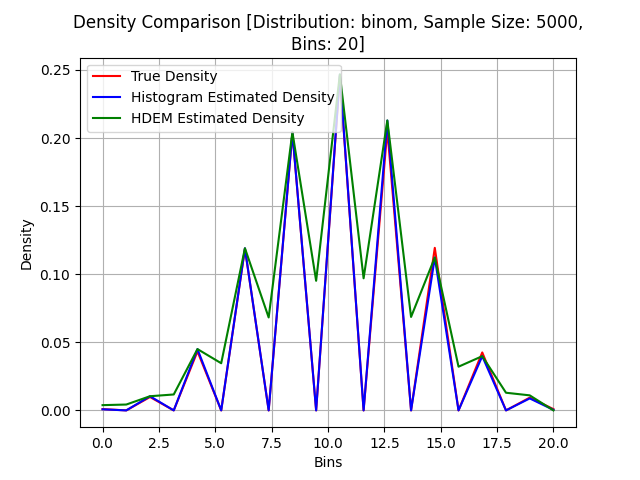 Density Comparison [Distribution: binom, Sample Size: 5000,
Bins: 20]
True Density
Histogram Estimated Density
HDEM Estimated Density
Density
0.25
0.20
0.15
0.10
0.05
0.00
0.0 2.5 5.0 7.5 10.0 12.5 15.0 17.5 20.0
Bins